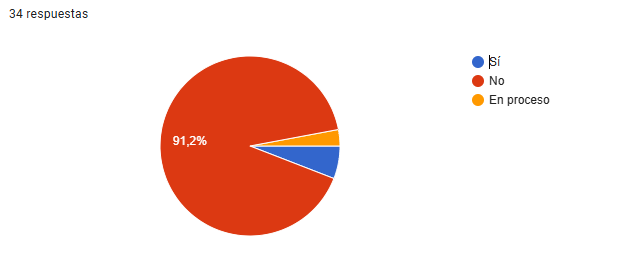 34 respuestas
91,2%
Sí
No
En proceso